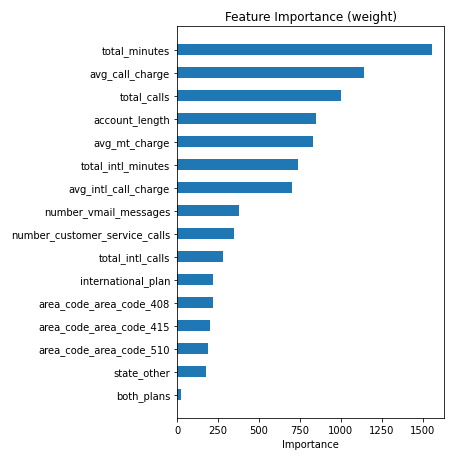 Feature Importance (weight)
total_minutes
avg_call_charge
total_calls
account_length
avg_mt_charge
total_intl_minutes
avg_intl_call_charge
number_vmail_messages
number_customer_service_calls
total_intl_calls
international_plan
area_code_area_code_408
area_code_area_code_415
area_code_area_code_510
state_other
both_plans
0 250 500 750 1000 1250 1500
Importance